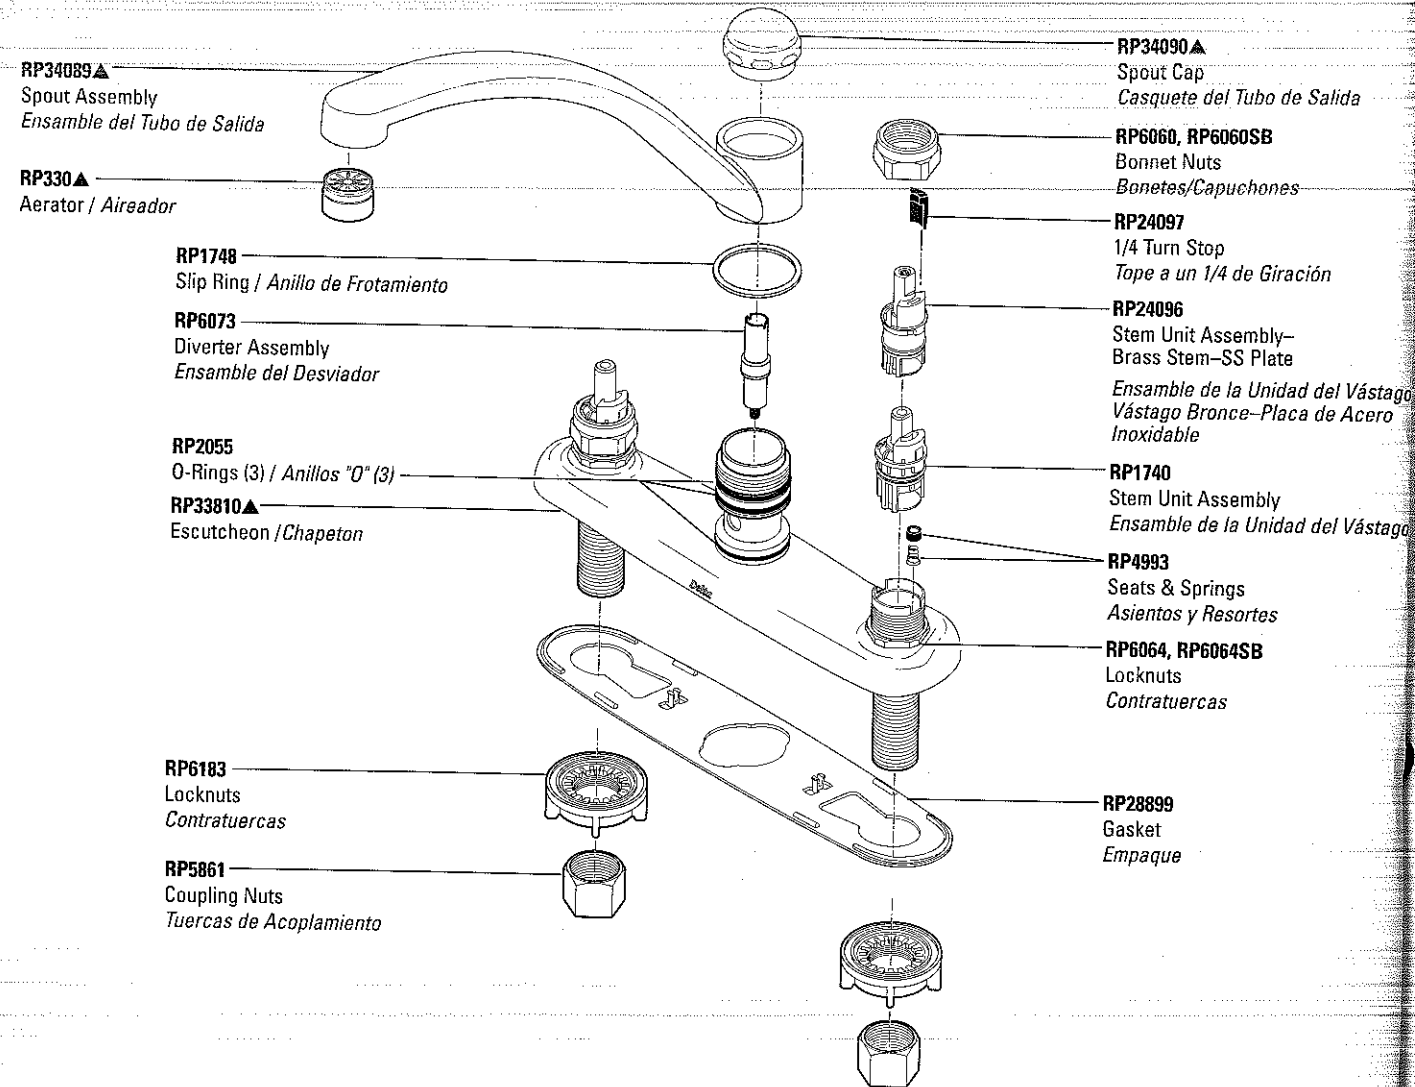 RP34089▲
Spout Assembly
Ensamble del Tubo de Salida
RP330▲
Aerator / Aireador
RP1748
Slip Ring / Anillo de Frotamiento
RP6073
Diverter Assembly
Ensamble del Desviador
RP2055
O-Rings (3) / Anillos "O" (3)
RP33810▲
Escutcheon / Chapeton
RP6183
Locknuts
Contratuercas
RP5861
Coupling Nuts
Tuercas de Acoplamiento
Delta
RP34090▲
Spout Cap
Casquete del Tubo de Salida
RP6060, RP6060SB
Bonnet Nuts
Bonetes/Capuchones
RP24097
1/4 Turn Stop
Tope a un 1/4 de Giración
RP24096
Stem Unit Assembly–
Brass Stem–SS Plate
Ensamble de la Unidad del Vástago
Vástago Bronce–Placa de Acero
Inoxidable
RP1740
Stem Unit Assembly
Ensamble de la Unidad del Vástago
RP4993
Seats & Springs
Asientos y Resortes
RP6064, RP6064SB
Locknuts
Contratuercas
RP28899
Gasket
Empaque